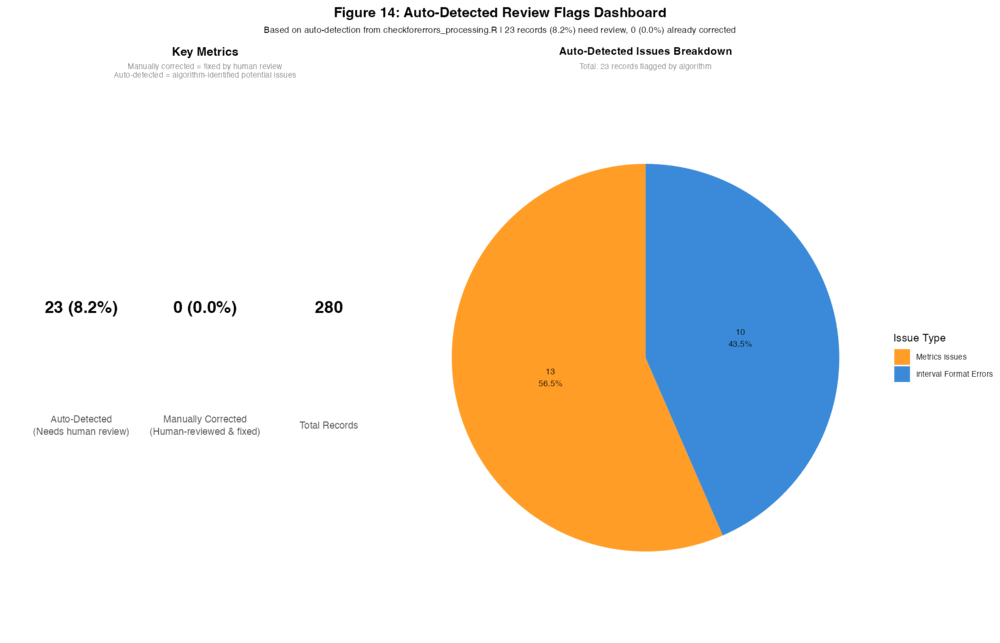 Figure 14: Auto-Detected Review Flags Dashboard
Based on auto-detection from checkforerrors_processing.R | 23 records (8.2%) need review, 0 (0.0%) already corrected
Key Metrics
Manually corrected = fixed by human review
Auto-detected = algorithm-identified potential issues
Auto-Detected Issues Breakdown
Total: 23 records flagged by algorithm
23 (8.2%)
0 (0.0%)
280
Auto-Detected
(Needs human review)
Manually Corrected
(Human-reviewed & fixed)
Total Records
10
43.5%
13
56.5%
Issue Type
Metrics Issues
Interval Format Errors